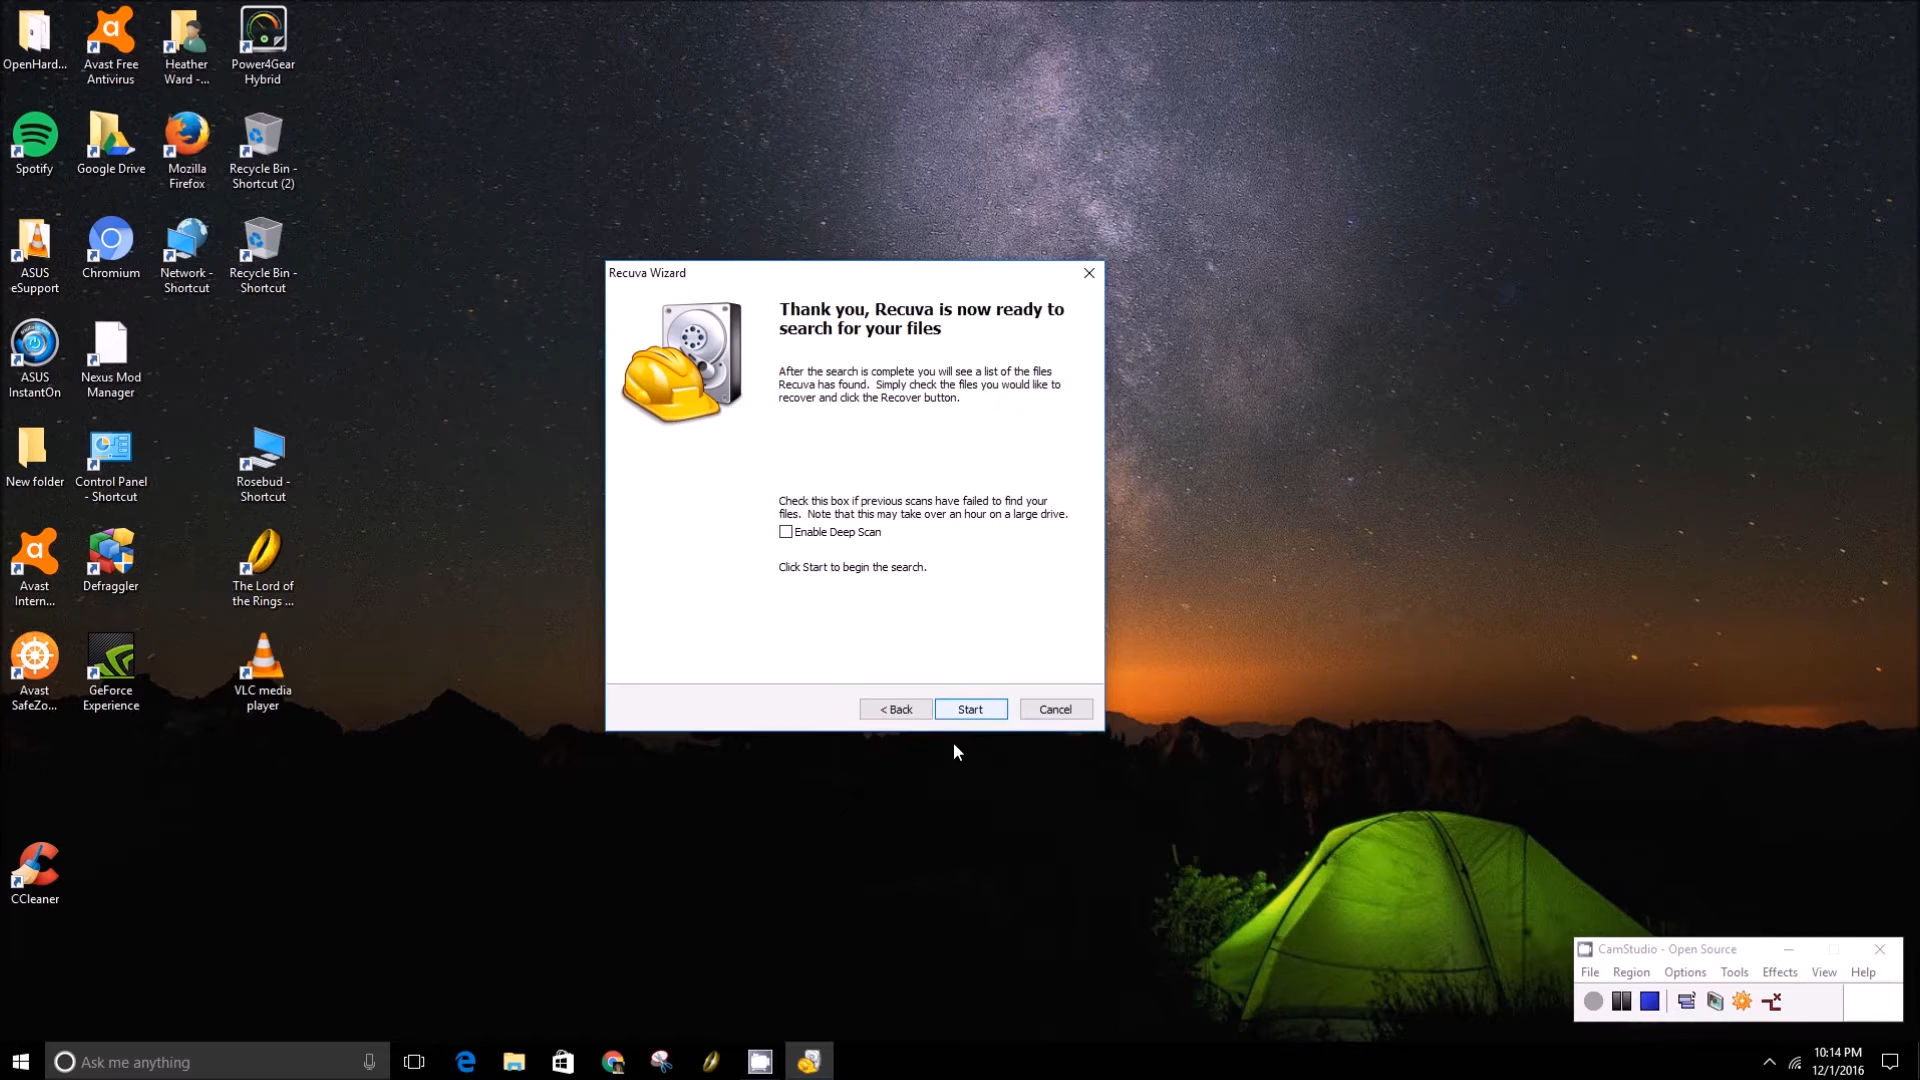 OpenHard...
Avast Free
Antivirus
Heather
Ward -...
Power4Gear
Hybrid
Spotify
Google Drive
Mozilla
Firefox
Recycle Bin -
Shortcut (2)
ASUS
eSupport
Chromium
Network -
Shortcut
Recycle Bin -
Shortcut
ASUS
InstantOn
Nexus Mod
Manager
New folder
Control Panel
- Shortcut
Rosebud -
Shortcut
Avast
Intern...
Defraggler
The Lord of
the Rings ...
Avast
SafeZo...
GeForce
Experience
VLC media
player
CCleaner
Recuva Wizard
Thank you, Recuva is now ready to
search for your files
After the search is complete you will see a list of the files
Recuva has found. Simply check the files you would like to
recover and click the Recover button.
Check this box if previous scans have failed to find your
files. Note that this may take over an hour on a large drive.
Enable Deep Scan
Click Start to begin the search.
< Back
Start
Cancel
CamStudio - Open Source
File Region Options Tools Effects View Help
Ask me anything
10:14 PM
12/1/2016